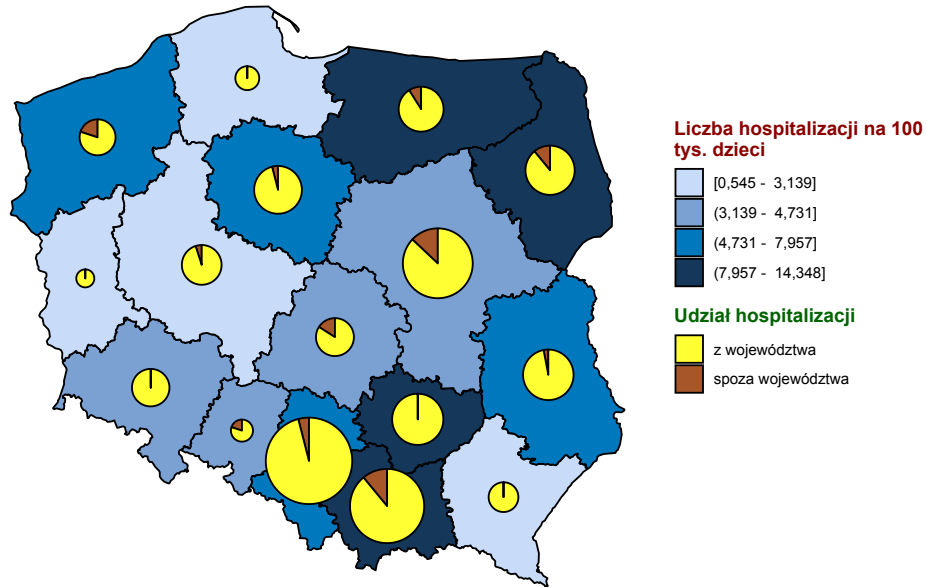 Liczba hospitalizacji na 100
tys. dzieci
[0,545 - 3,139]
(3,139 - 4,731]
(4,731 - 7,957]
(7,957 - 14,348]
Udział hospitalizacji
z województwa
spoza województwa